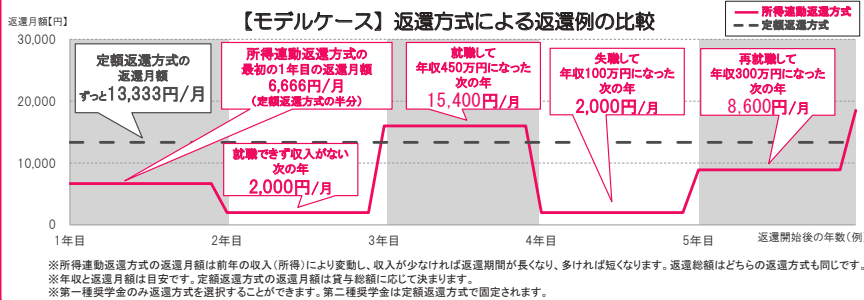 【モデルケース】返還方式による返還例の比較
返還月額【円】
所得連動返還方式
定額返還方式
30,000
20,000
10,000
0
定額返還方式の
返還月額
ずっと13,333円/月
所得連動返還方式の
最初の1年目の返還月額
6,666円/月
(定額返還方式の半分)
就職できず収入がない
次の年
2,000円/月
就職して
年収450万円になった
次の年
15,400円/月
失職して
年収100万円になった
次の年
2,000円/月
再就職して
年収300万円になった
次の年
8,600円/月
1年目
2年目
3年目
4年目
5年目
返還開始後の年数(例)
※所得連動返還方式の返還月額は前年の収入(所得)により変動し、収入が少なければ返還期間が長くなり、多ければ短くなります。返還総額はどちらの返還方式も同じです。
※年収と返還月額は目安です。定額返還方式の返還月額は貸与総額に応じて決まります。
※第一種奨学金のみ返還方式を選択することができます。第二種奨学金は定額返還方式で固定されます。